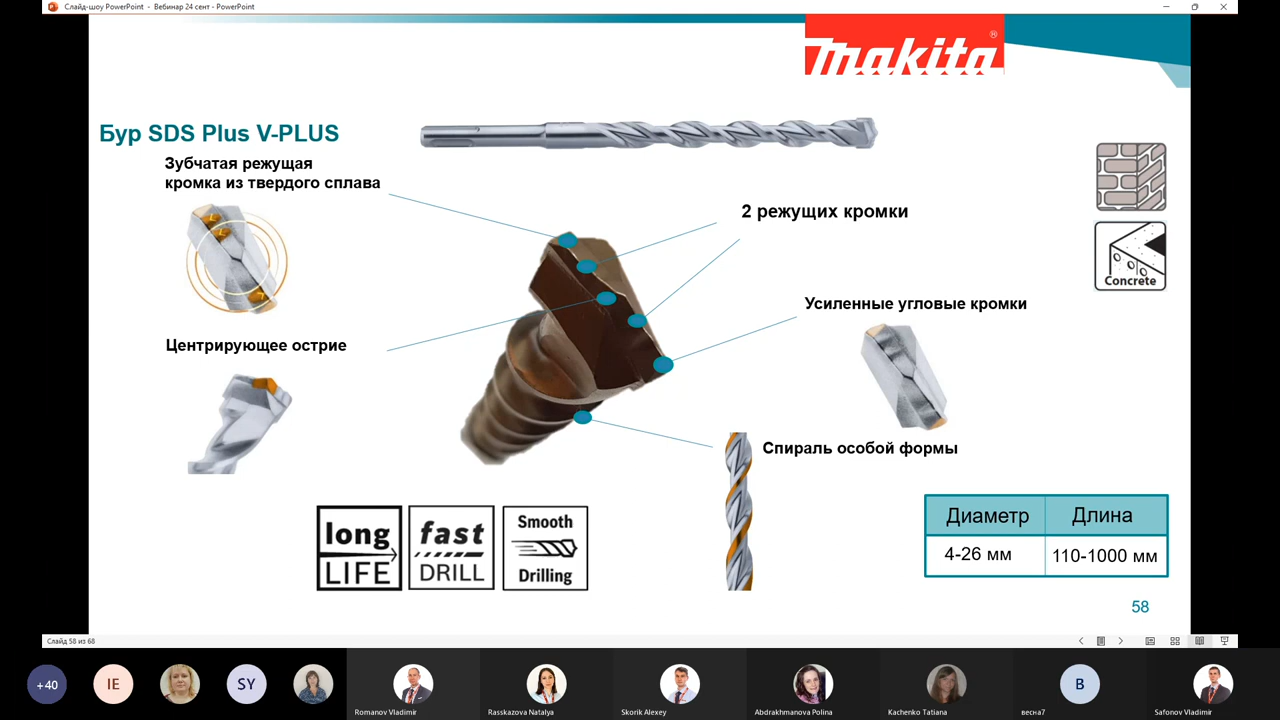 Слайд-шоу PowerPoint - Вебинар 24 сент - PowerPoint
makita®
Бур SDS Plus V-PLUS
Зубчатая режущая
кромка из твердого сплава
2 режущих кромки
Concrete
Усиленные угловые кромки
Центрирующее острие
Спираль особой формы
long
LIFE
fast
DRILL
Smooth
Drilling
Диаметр Длина
4-26 мм 110-1000 мм
58
Слайд 58 из 68
+40
IE
SY
B
Romanov Vladimir
Rasskazova Natalya
Skorik Alexey
Abdrakhmanova Polina
Kachenko Tatiana
весна7
Safonov Vladimir